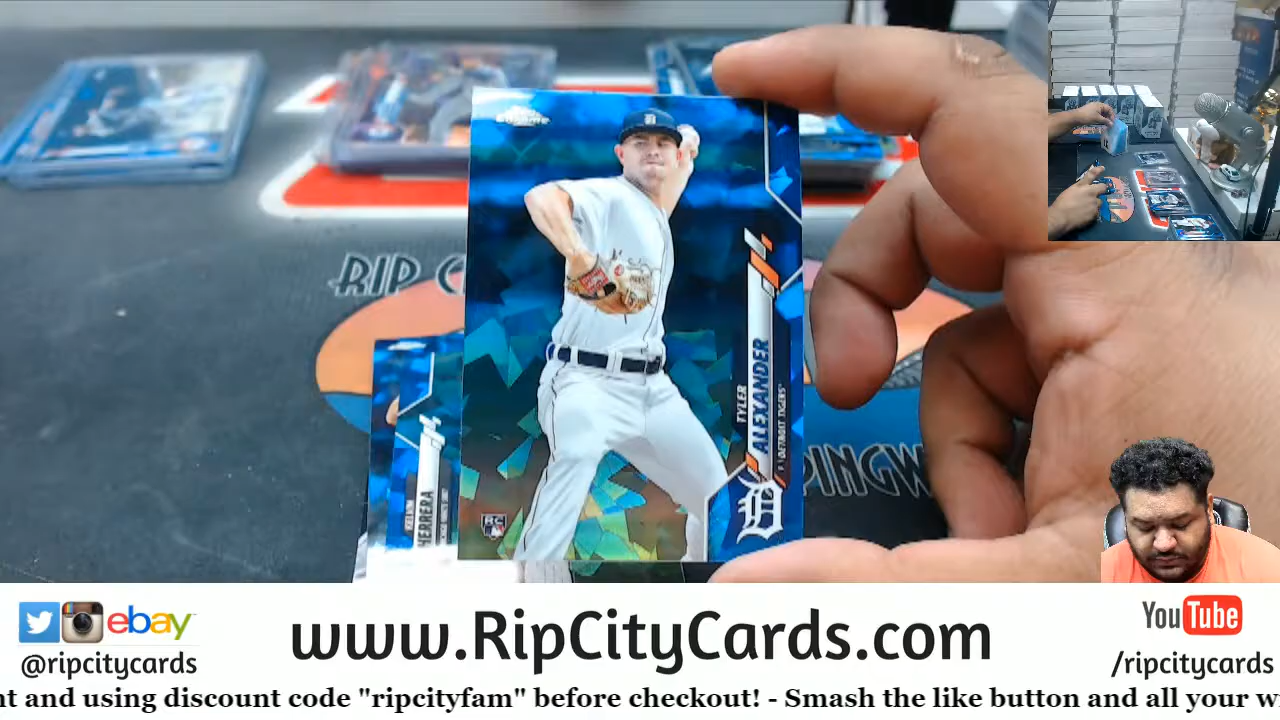 Chrome
D
RIP C
TYLER
ALEXANDER
DETROIT TIGERS
D
RC
HERRERA
PINGW
ebay
@ripcitycards
www.RipCityCards.com
YouTube
/ripcitycards
nt and using discount code "ripcityfam" before checkout! - Smash the like button and all your w